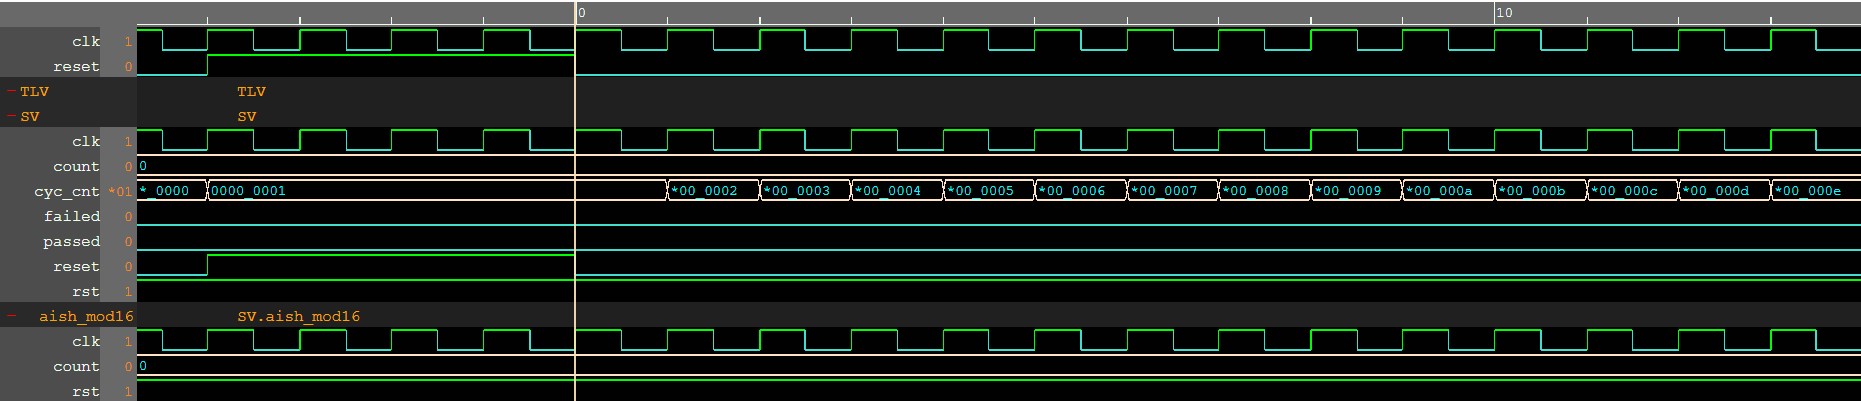 0 10
clk 1
reset 0
TLV TLV
SV SV
clk 1
count 0 0
cyc_cnt *01 *_0000 0000_0001 *00_0002 *00_0003 *00_0004 *00_0005 *00_0006 *00_0007 *00_0008 *00_0009 *00_000a *00_000b *00_000c *00_000d *00_000e
failed 0
passed 0
reset 0
rst 1
aish_mod16 SV.aish_mod16
clk 1
count 0 0
rst 1